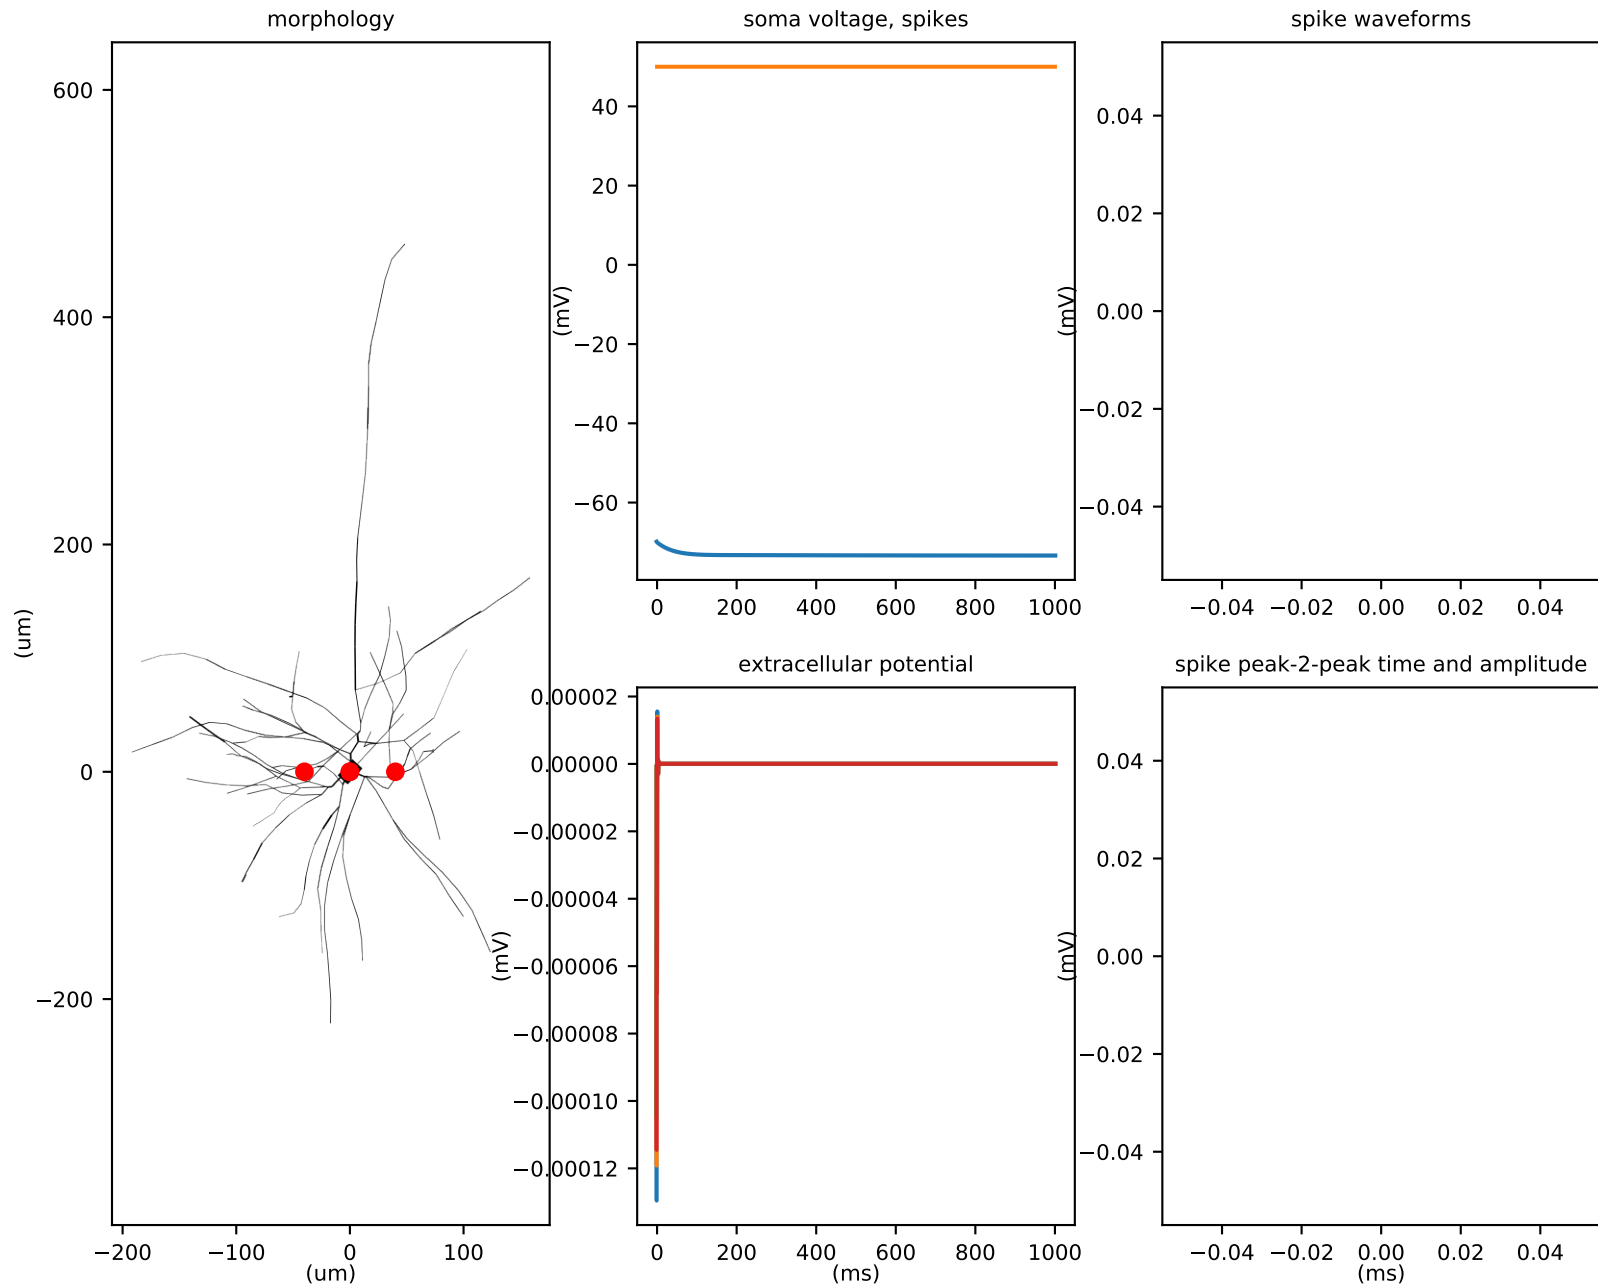 morphology
600
400
200
0
−200
(um)
−200 −100 0 100
(um)
soma voltage, spikes
40
20
0
−20
−40
−60
(mV)
0 200 400 600 800 1000
spike waveforms
0.04
0.02
0.00
−0.02
−0.04
(mV)
−0.04 −0.02 0.00 0.02 0.04
extracellular potential
0.00002
0.00000
−0.00002
−0.00004
−0.00006
−0.00008
−0.00010
−0.00012
(mV)
0 200 400 600 800 1000
(ms)
spike peak-2-peak time and amplitude
0.04
0.02
0.00
−0.02
−0.04
(mV)
−0.04 −0.02 0.00 0.02 0.04
(ms)